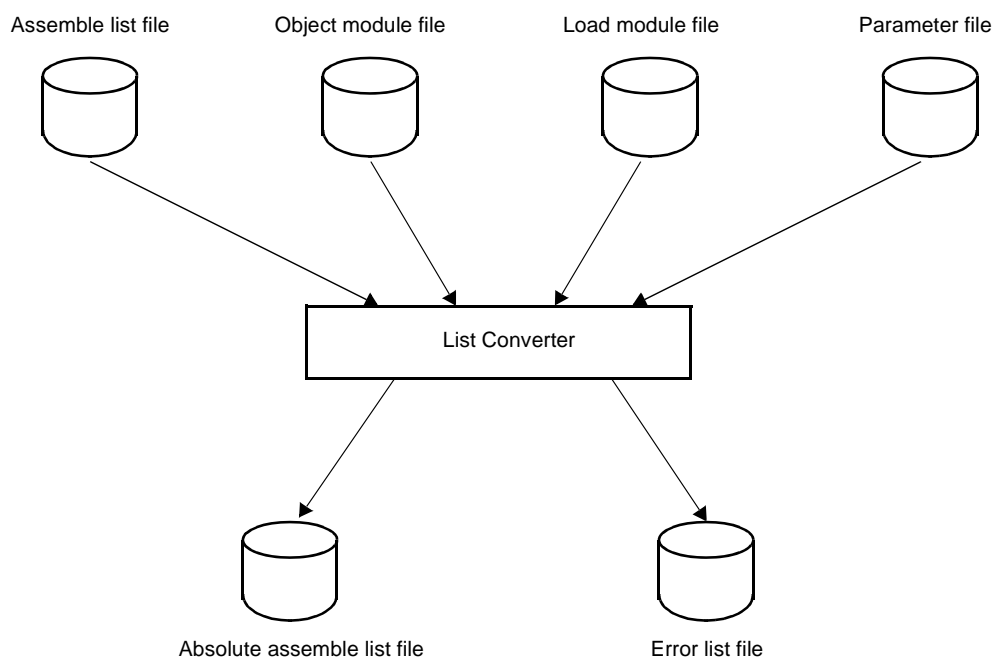 Assemble list file
Object module file
Load module file
Parameter file
List Converter
Absolute assemble list file
Error list file